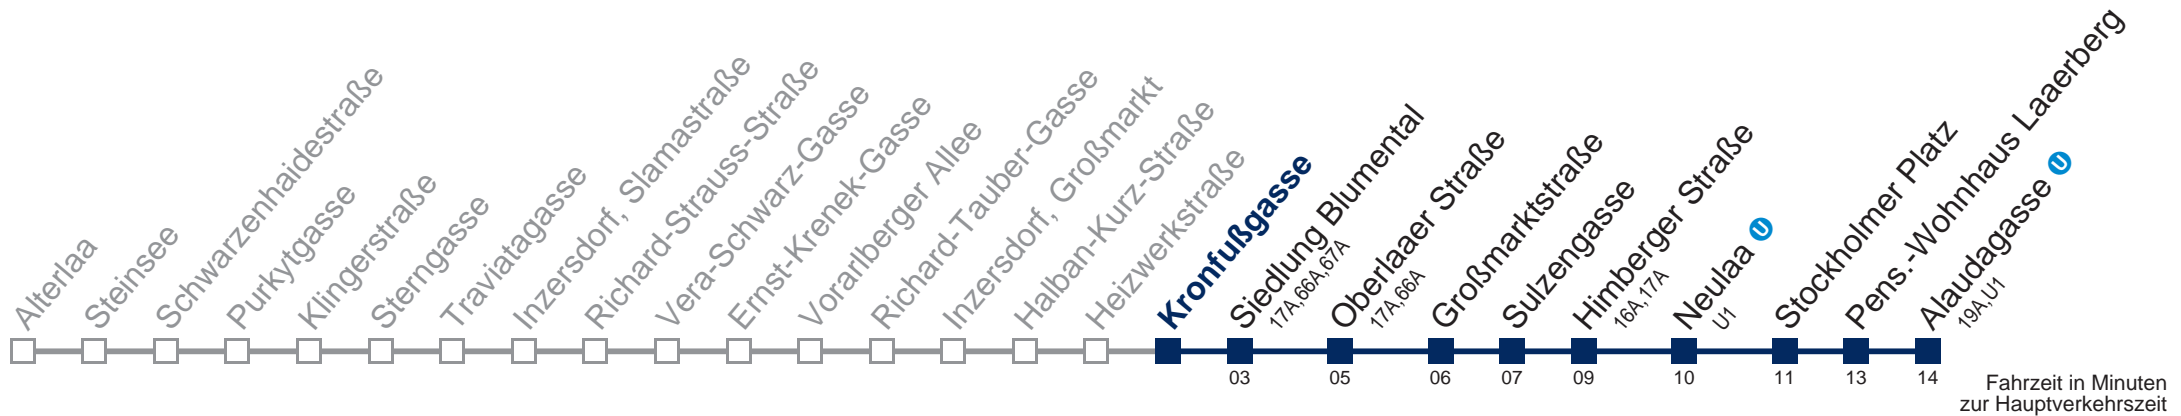 Alterlaa
Steinsee
Schwarzenhaidestraße
Purkytgasse
Klingerstraße
Sterngasse
Traviatagasse
Inzersdorf, Slamastraße
Richard-Strauss-Straße
Vera-Schwarz-Gasse
Ernst-Krenek-Gasse
Vorarlberger Allee
Richard-Tauber-Gasse
Inzersdorf, Großmarkt
Halban-Kurz-Straße
Heizwerkstraße
Kronfußgasse
Siedlung Blumental
17A,66A,67A
Oberlaaer Straße
17A,66A
Großmarktstraße
Sulzengasse
Himberger Straße
16A,17A
Neulaa U
U1
Stockholmer Platz
Pens.-Wohnhaus Laaerberg
Alaudagasse U
19A,U1
03 05 06 07 09 10 11 13 14
Fahrzeit in Minuten
zur Hauptverkehrszeit